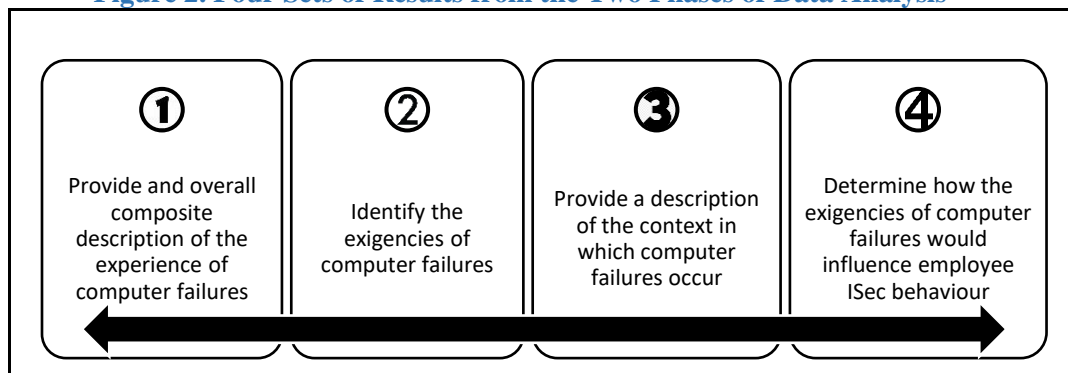 Figure 2. Four Sets of Results from the Two Phases of Data Analysis
①
Provide and overall
composite
description of the
experience of
computer failures
②
Identify the
exigencies of
computer failures
③
Provide a description
of the context in
which computer
failures occur
④
Determine how the
exigencies of computer
failures would
influence employee
ISec behaviour